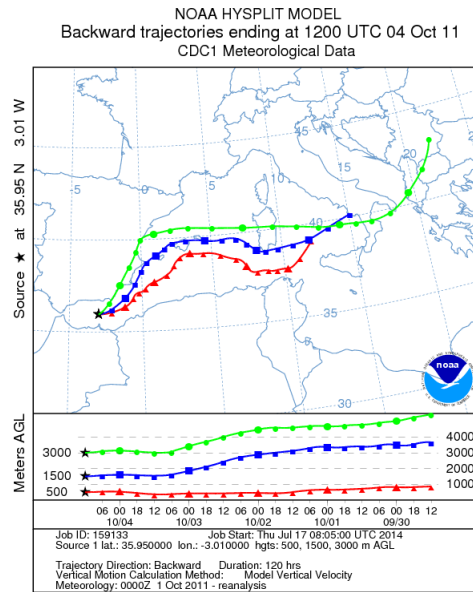 NOAA HYSPLIT MODEL
Backward trajectories ending at 1200 UTC 04 Oct 11
CDC1 Meteorological Data
Source ★ at 35.95 N 3.01 W
-5
0
5
10
15
20
40
35
30
noaa
Meters AGL
3000
1500
500
4000
3000
2000
1000
06 00 18 12 06 00 18 12 06 00 18 12 06 00 18 12 06 00 18 12
10/04 10/03 10/02 10/01 09/30
Job ID: 159133 Job Start: Thu Jul 17 08:05:00 UTC 2014
Source 1 lat.: 35.950000 lon.: -3.010000 hgts: 500, 1500, 3000 m AGL
Trajectory Direction: Backward Duration: 120 hrs
Vertical Motion Calculation Method: Model Vertical Velocity
Meteorology: 0000Z 1 Oct 2011 - reanalysis